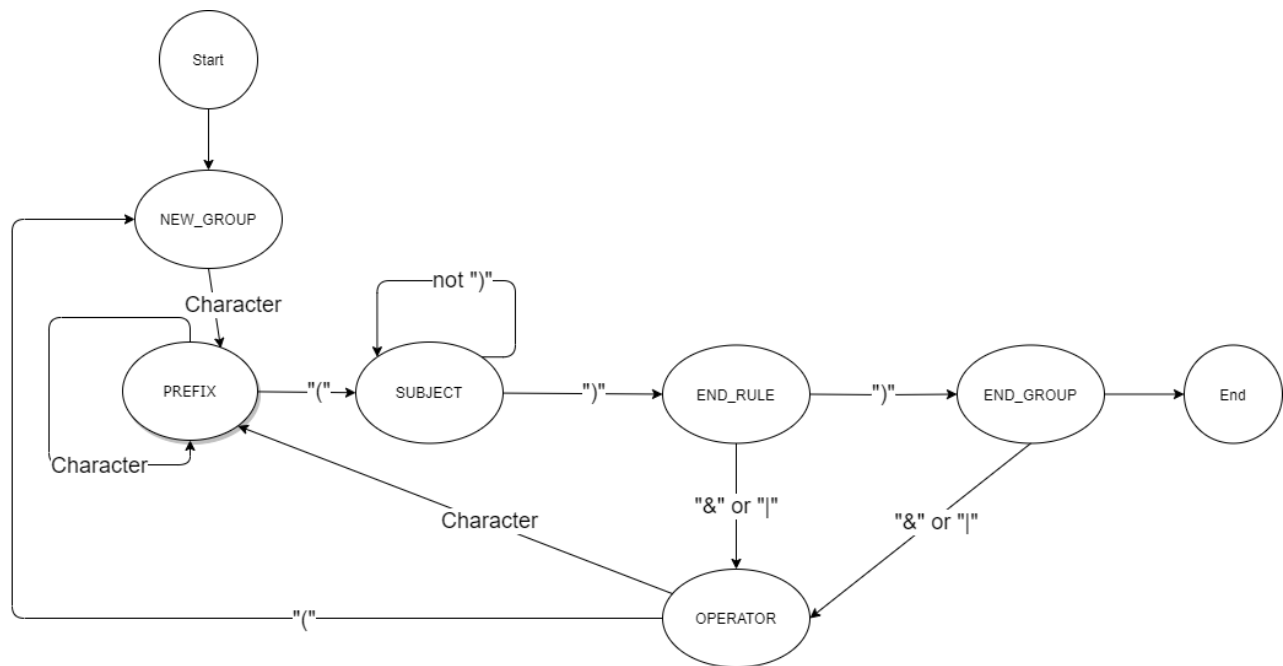 Start
NEW_GROUP
not ")"
Character
PREFIX
"("
SUBJECT
")"
END_RULE
")"
END_GROUP
End
Character
Character
"&" or "|"
"&" or "|"
"("
OPERATOR